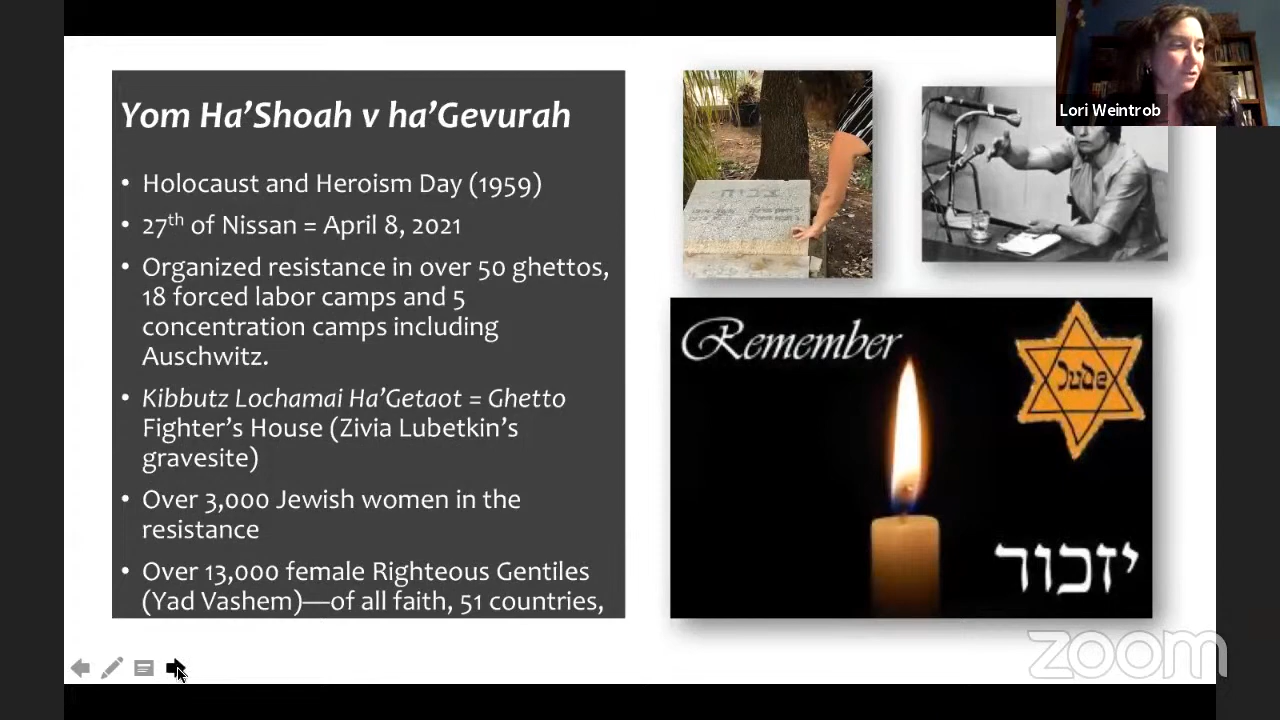 Yom Ha’Shoah v ha’Gevurah
• Holocaust and Heroism Day (1959)
• 27th of Nissan = April 8, 2021
• Organized resistance in over 50 ghettos,
18 forced labor camps and 5
concentration camps including
Auschwitz.
• Kibbutz Lochamai Ha’Getaot = Ghetto
Fighter’s House (Zivia Lubetkin’s
gravesite)
• Over 3,000 Jewish women in the
resistance
• Over 13,000 female Righteous Gentiles
(Yad Vashem)—of all faith, 51 countries,
צביה
Lori Weintrob
Remember
Jude
יזכור
zoom